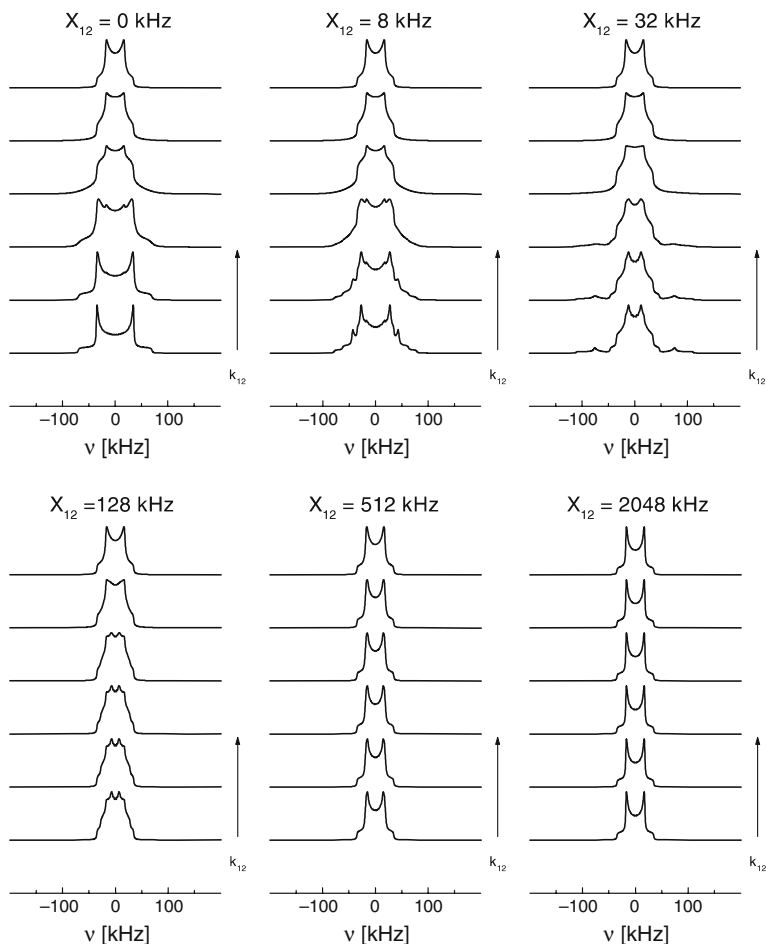 X₁₂ = 0 kHz
X₁₂ = 8 kHz
X₁₂ = 32 kHz
k₁₂
k₁₂
k₁₂
−100 0 100
−100 0 100
−100 0 100
ν [kHz]
ν [kHz]
ν [kHz]
X₁₂ =128 kHz
X₁₂ = 512 kHz
X₁₂ = 2048 kHz
k₁₂
k₁₂
k₁₂
−100 0 100
−100 0 100
−100 0 100
ν [kHz]
ν [kHz]
ν [kHz]